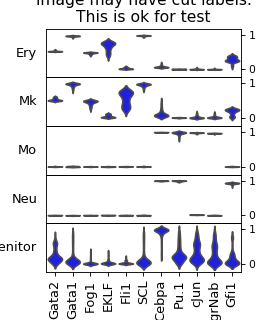 image may have cut labels.
This is ok for test
Ery
1
0
Mk
1
0
Mo
1
0
Neu
1
0
enitor
1
0
Gata2
Gata1
Fog1
EKLF
Fli1
SCL
Cebpa
Pu.1
cJun
grNab
Gfi1